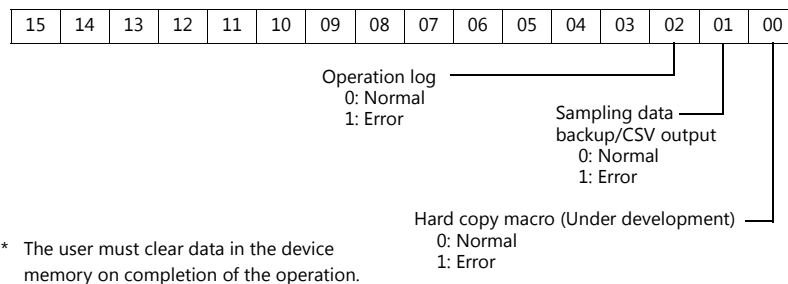 15 14 13 12 11 10 09 08 07 06 05 04 03 02 01 00
Operation log
0: Normal
1: Error
Sampling data
backup/CSV output
0: Normal
1: Error
Hard copy macro (Under development)
0: Normal
1: Error
* The user must clear data in the device
memory on completion of the operation.